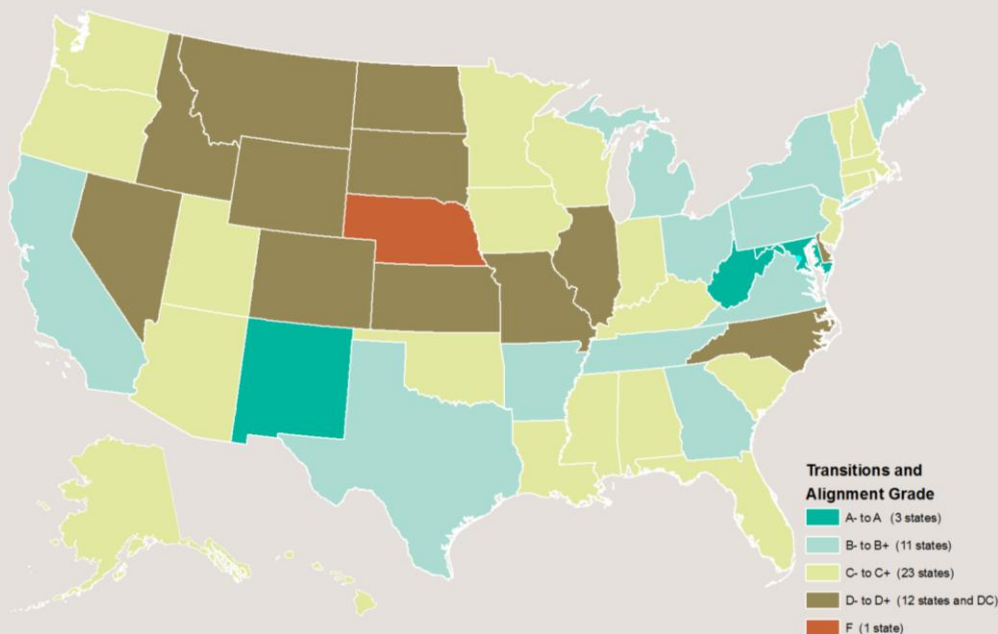 Transitions and
Alignment Grade
A- to A (3 states)
B- to B+ (11 states)
C- to C+ (23 states)
D- to D+ (12 states and DC)
F (1 state)